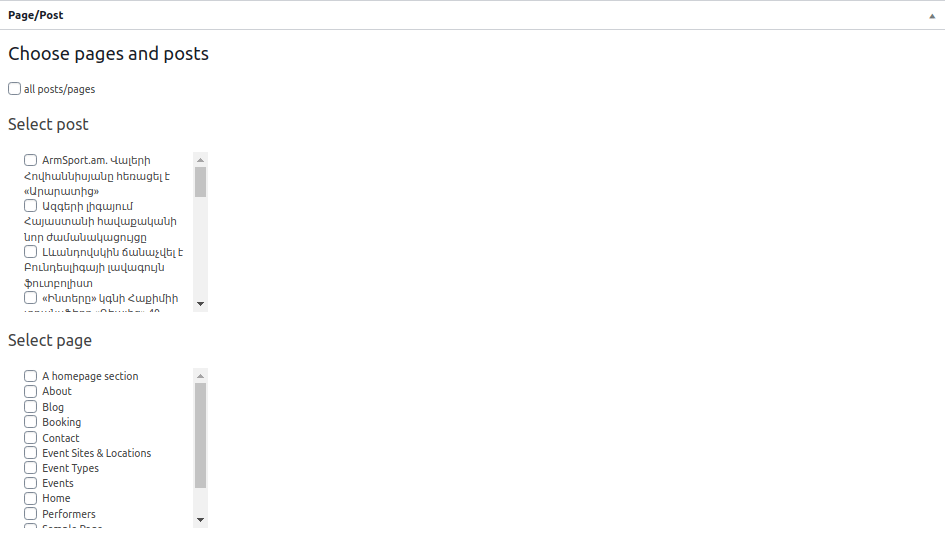 Page/Post
Choose pages and posts
all posts/pages
Select post
ArmSport.am. Վալերի
Հովհաննիսյանը հեռացել է
«Արարատից»
Ազգերի լիգայում
Հայաստանի հավաքականի
նոր ժամանակացույցը
Լևանդովսկին ճանաչվել է
Բունդեսլիգայի լավագույն
ֆուտբոլիստ
«Ինտերը» կգնի Հաքիմիի
Select page
A homepage section
About
Blog
Booking
Contact
Event Sites & Locations
Event Types
Events
Home
Performers
Sample Page